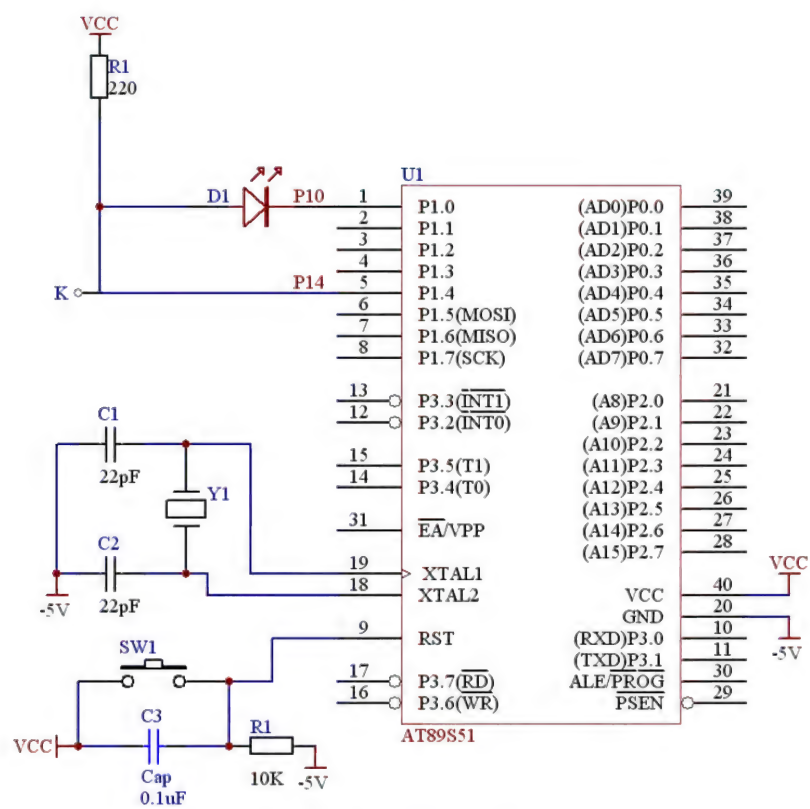 VCC
R1
220
D1
P10
K
P14
U1
1 P1.0 (AD0)P0.0 39
2 P1.1 (AD1)P0.1 38
3 P1.2 (AD2)P0.2 37
4 P1.3 (AD3)P0.3 36
5 P1.4 (AD4)P0.4 35
6 P1.5(MOSI) (AD5)P0.5 34
7 P1.6(MISO) (AD6)P0.6 33
8 P1.7(SCK) (AD7)P0.7 32
13 P3.3(INT1) (A8)P2.0 21
12 P3.2(INT0) (A9)P2.1 22
(A10)P2.2 23
15 P3.5(T1) (A11)P2.3 24
14 P3.4(T0) (A12)P2.4 25
(A13)P2.5 26
31 EA/VPP (A14)P2.6 27
(A15)P2.7 28
19 XTAL1
18 XTAL2 VCC 40
GND 20
9 RST (RXD)P3.0 10
(TXD)P3.1 11
17 P3.7(RD) ALE/PROG 30
16 P3.6(WR) PSEN 29
AT89S51
VCC
-5V
C1
22pF
Y1
C2
22pF
-5V
SW1
C3
VCC
Cap
0.1uF
R1
10K
-5V